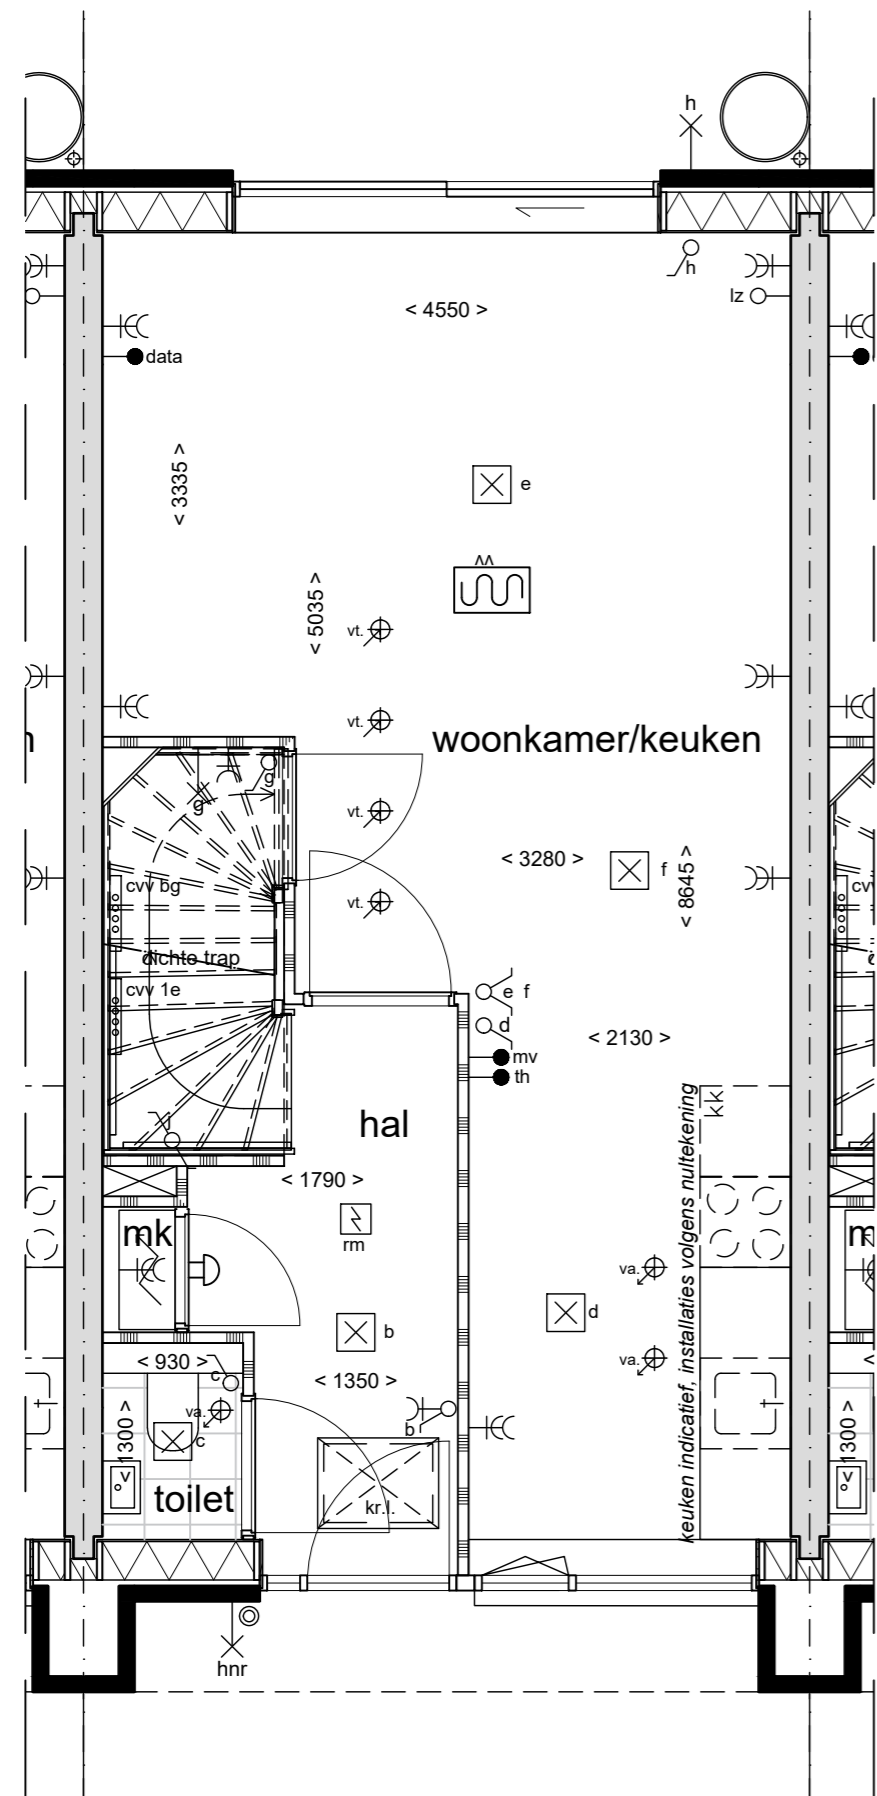 h
h
lz
< 4550 >
data
< 3335 >
e
< 5035 >
vt.
vt.
n
woonkamer/keuken
g
g
vt.
< 3280 >
f
< 8645 >
cvv bg
cvv
vt.
dichte trap
d
cvv 1e
e f
d
< 2130 >
mv
th
kk
hal
j
< 1790 >
keuken indicatief, installaties volgens nultekening
mk
m
rm
va.
d
b
< 930 >
c
<
va.
< 1350 >
va.
c
b
< 1300 >
< 1300 >
toilet
kr.l.
hnr